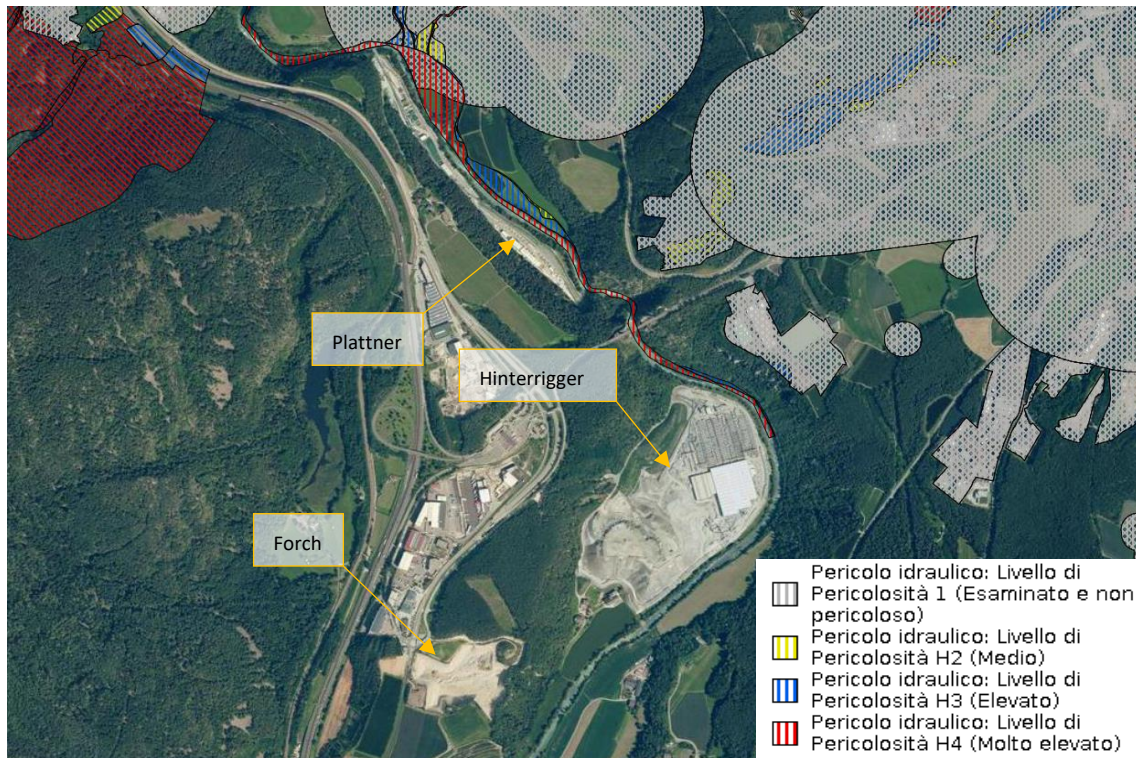 Plattner
Hinterrigger
Forch
Pericolo idraulico: Livello di
Pericolosità 1 (Esaminato e non
pericoloso)
Pericolo idraulico: Livello di
Pericolosità H2 (Medio)
Pericolo idraulico: Livello di
Pericolosità H3 (Elevato)
Pericolo idraulico: Livello di
Pericolosità H4 (Molto elevato)